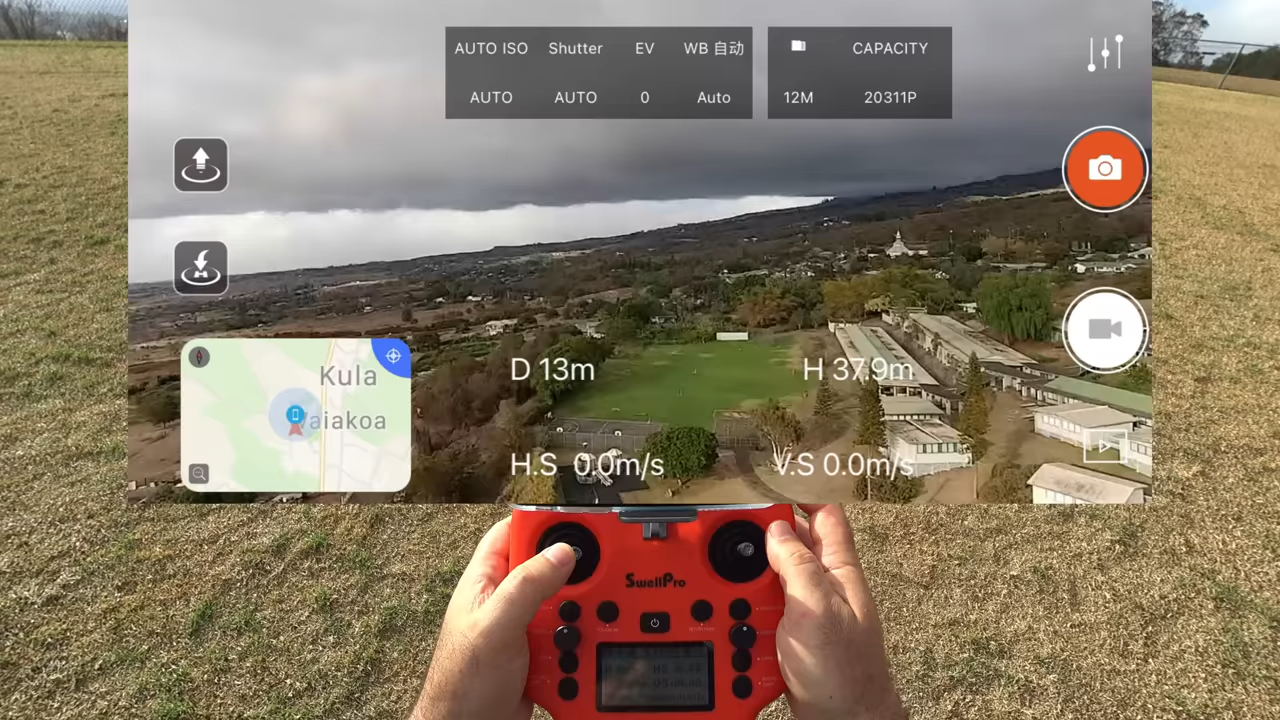 AUTO ISO Shutter EV WB 自动
AUTO AUTO 0 Auto
CAPACITY
12M 20311P
Kula
aiakoa
D 13m
H 37.9m
H.S 0.0m/s
V.S 0.0m/s
SwellPro